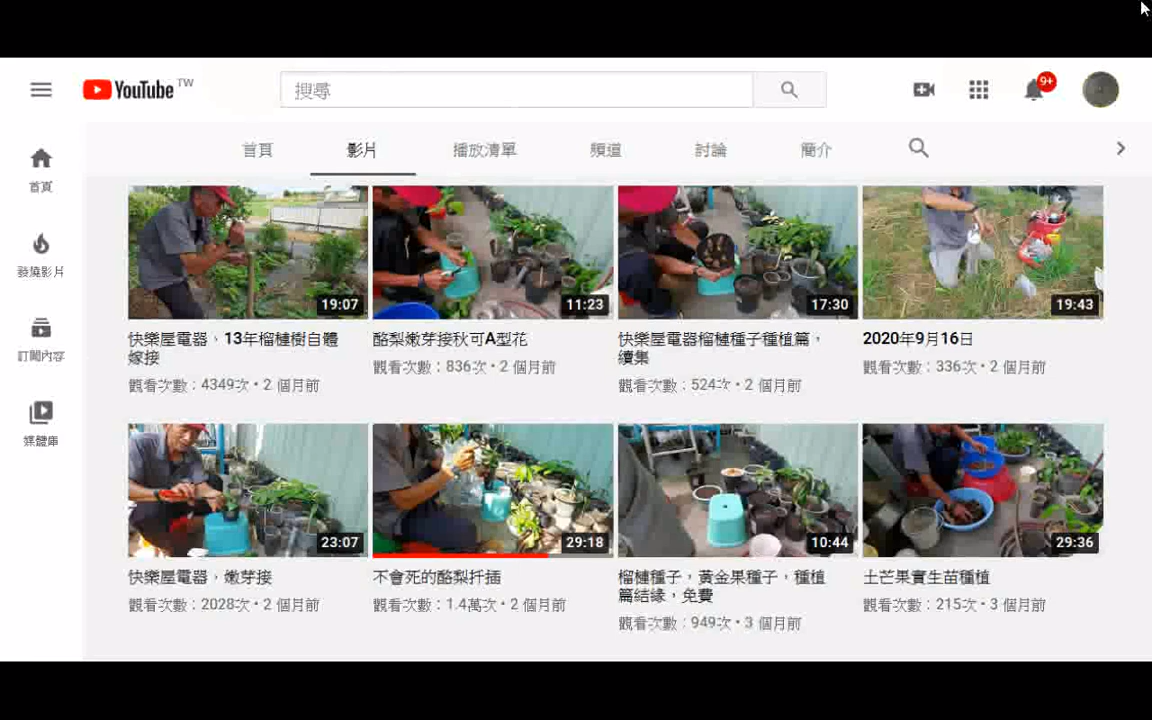 YouTube TW
搜尋
9+
首頁 影片 播放清單 頻道 討論 簡介
首頁
發燒影片
訂閱內容
媒體庫
19:07
11:23
17:30
19:43
快樂屋電器、13年榴槤樹自體
嫁接
觀看次數：4349次 • 2 個月前
酪梨嫩芽接秋可A型花
觀看次數：836次 • 2 個月前
快樂屋電器榴槤種子種植篇，
續集
觀看次數：524次 • 2 個月前
2020年9月16日
觀看次數：336次 • 2 個月前
23:07
29:18
10:44
29:36
快樂屋電器，嫩芽接
觀看次數：2028次 • 2 個月前
不會死的酪梨扦插
觀看次數：1.4萬次 • 2 個月前
榴槤種子，黃金果種子，種植
篇結緣，免費
觀看次數：949次 • 3 個月前
土芒果實生苗種植
觀看次數：215次 • 3 個月前